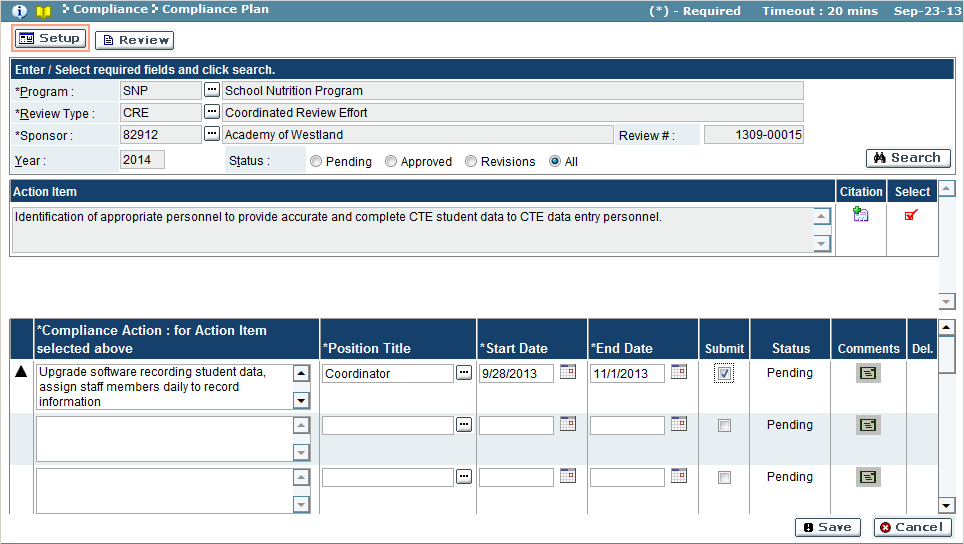 Compliance Compliance Plan (*) - Required Timeout : 20 mins Sep-23-13
Setup Review
Enter / Select required fields and click search.
*Program : SNP ... School Nutrition Program
*Review Type : CRE ... Coordinated Review Effort
*Sponsor : 82912 ... Academy of Westland Review # : 1309-00015
Year : 2014 Status : Pending Approved Revisions All Search
Action Item Citation Select
Identification of appropriate personnel to provide accurate and complete CTE student data to CTE data entry personnel.
*Compliance Action : for Action Item
selected above *Position Title *Start Date *End Date Submit Status Comments Del.
Upgrade software recording student data,
assign staff members daily to record
information
Coordinator ... 9/28/2013 11/1/2013 Pending
... Pending
... Pending
Save Cancel